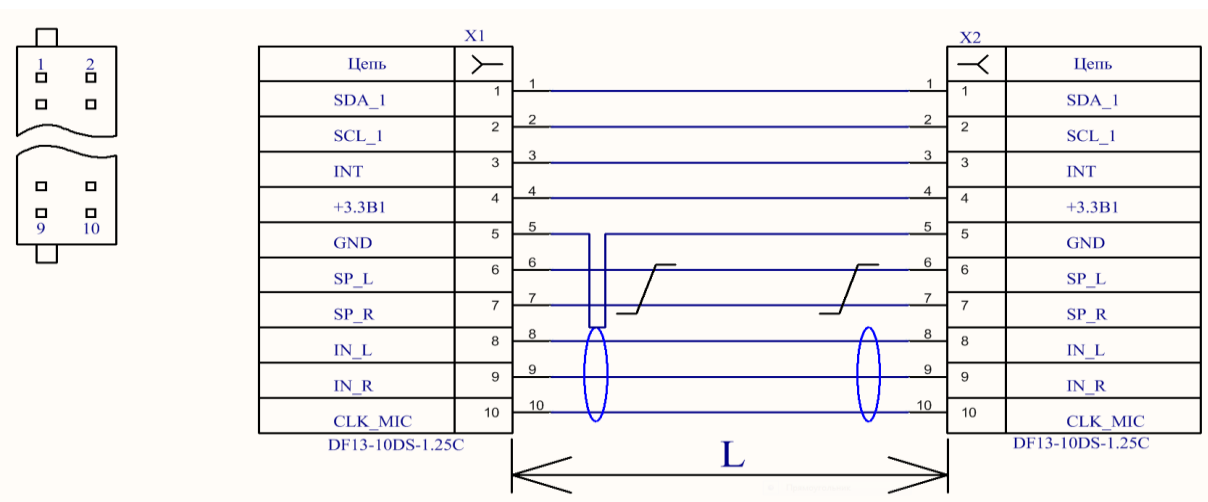 1 2
9 10
X1 X2
Цепь Цепь
SDA_1 1 1 1 1 SDA_1
SCL_1 2 2 2 2 SCL_1
INT 3 3 3 3 INT
+3.3В1 4 4 4 4 +3.3В1
GND 5 5 5 5 GND
SP_L 6 6 6 6 SP_L
SP_R 7 7 7 7 SP_R
IN_L 8 8 8 8 IN_L
IN_R 9 9 9 9 IN_R
CLK_MIC 10 10 10 10 CLK_MIC
DF13-10DS-1.25C DF13-10DS-1.25C
L